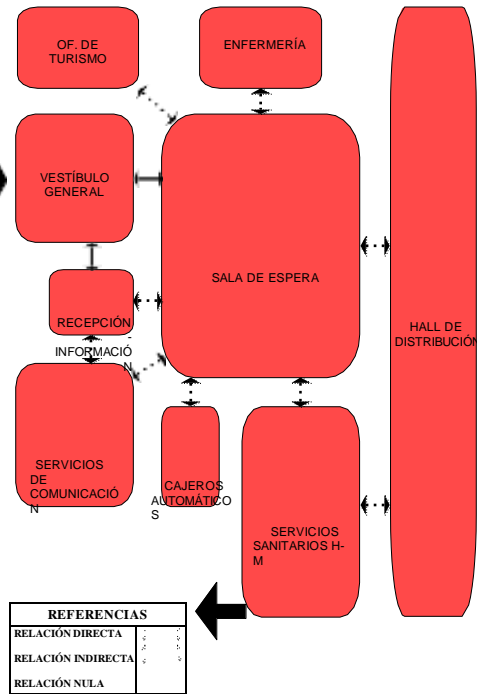 OF. DE
TURISMO
ENFERMERÍA
VESTÍBULO
GENERAL
SALA DE ESPERA
HALL DE
DISTRIBUCIÓN
RECEPCIÓN
-
INFORMACIÓ
N
SERVICIOS
DE
COMUNICACIÓ
N
CAJEROS
AUTOMÁTICO
S
SERVICIOS
SANITARIOS H-
M
REFERENCIAS
RELACIÓN DIRECTA
RELACIÓN INDIRECTA
RELACIÓN NULA